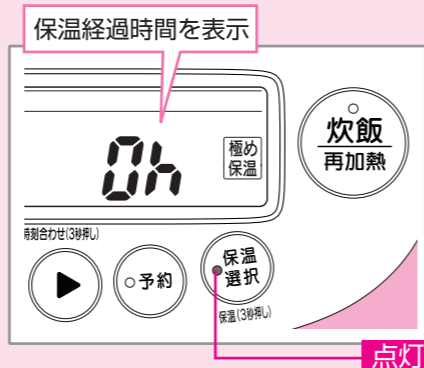 保温経過時間を表示
0h
極め
保温
炊飯
再加熱
時刻合わせ(3秒押し)
予約
保温
選択
保温(3秒押し)
点灯